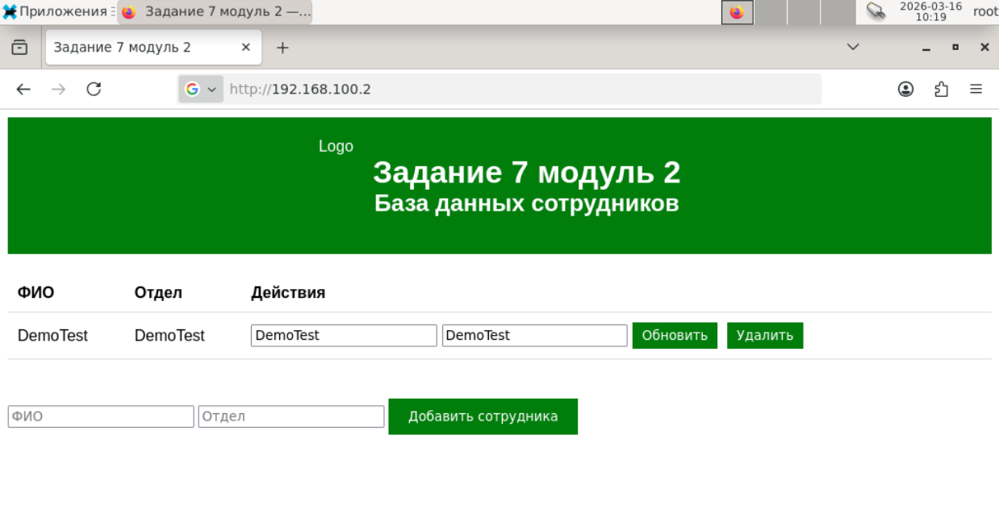 Приложения Задание 7 модуль 2 —... 2026-03-16
10:19 root
Задание 7 модуль 2
http://192.168.100.2
Logo
Задание 7 модуль 2
База данных сотрудников
ФИО Отдел Действия
DemoTest DemoTest DemoTest DemoTest Обновить Удалить
ФИО Отдел Добавить сотрудника